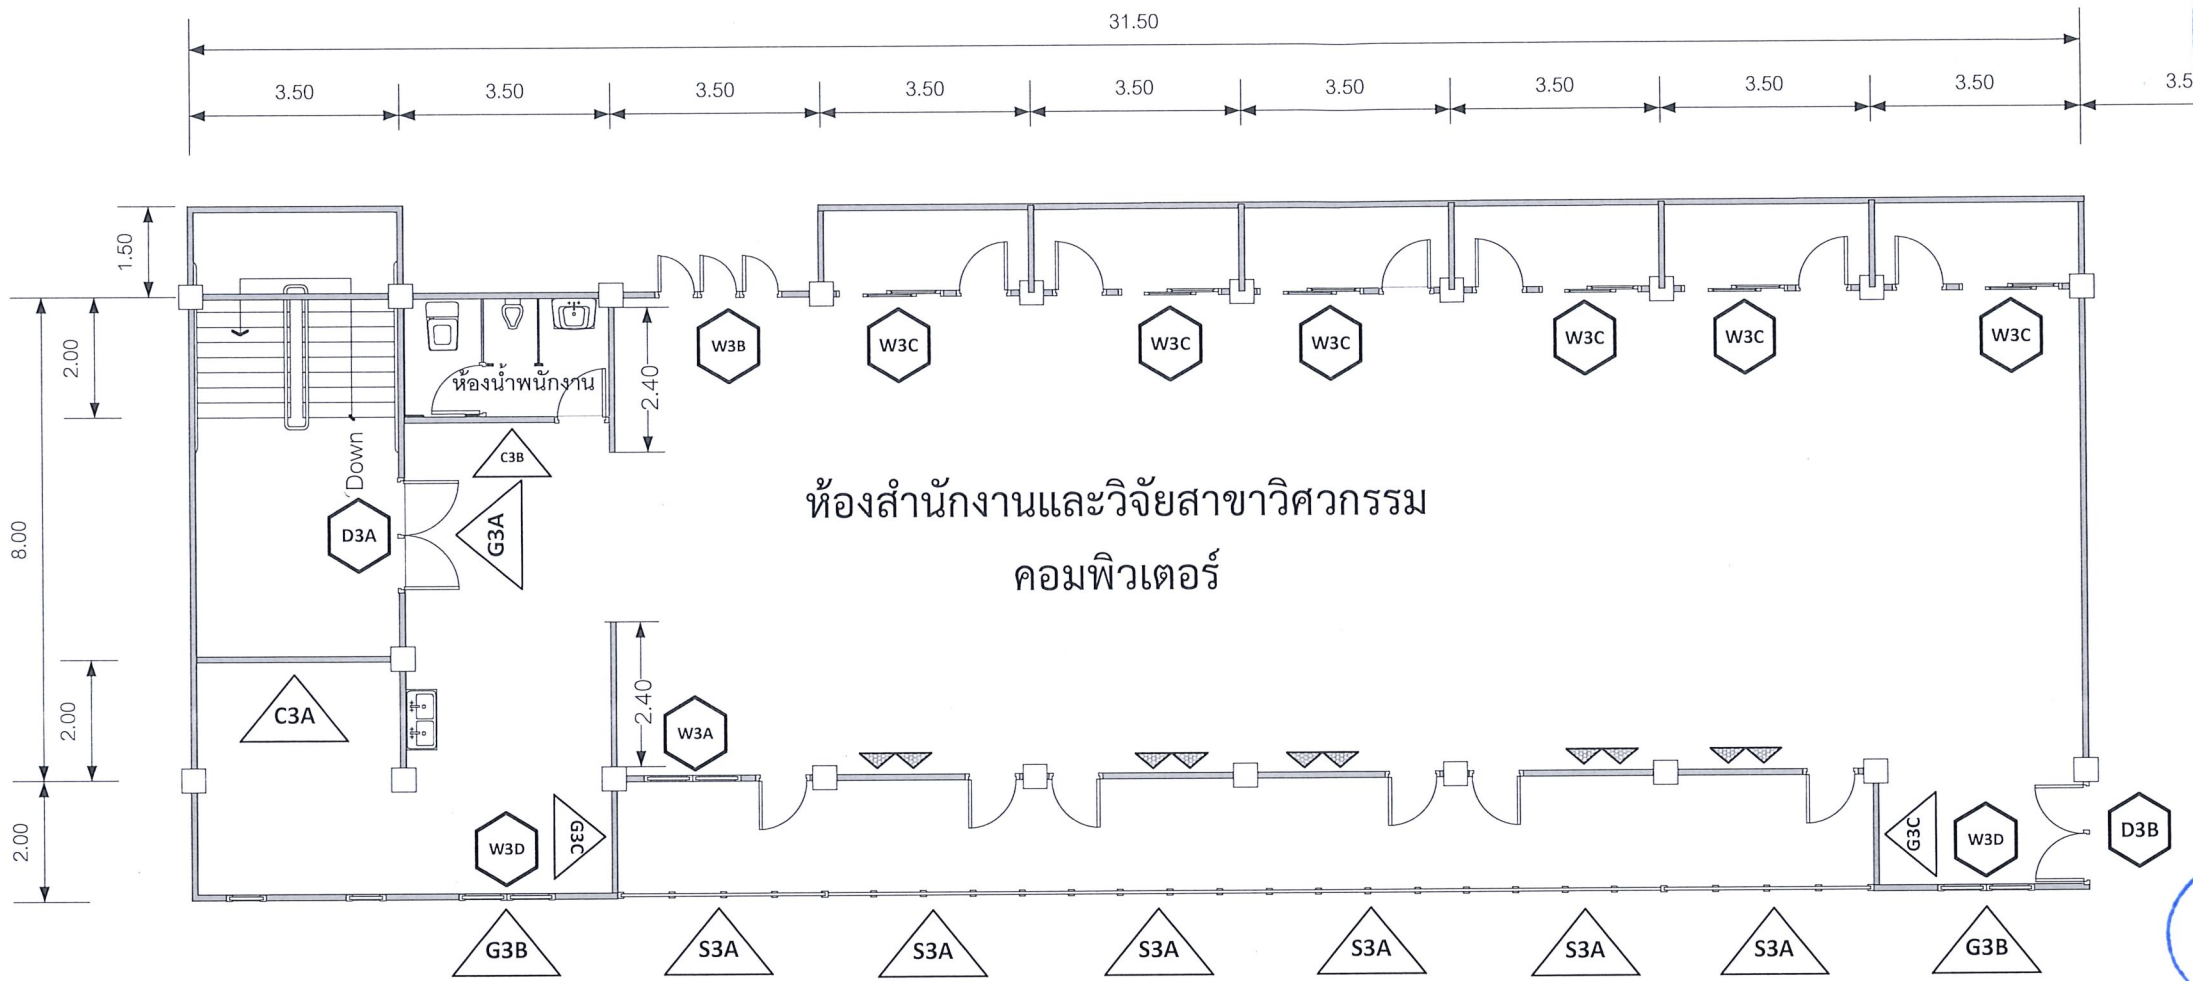 31.50
3.50 3.50 3.50 3.50 3.50 3.50 3.50 3.50 3.50 3.5
1.50
2.00
8.00
2.00
2.00
W3B W3C W3C W3C W3C W3C W3C
ห้องน้ำพนักงาน
2.40
C3B
Down
D3A
G3A
ห้องสำนักงานและวิจัยสาขาวิศวกรรม
คอมพิวเตอร์
C3A
2.40
W3A
W3D
G3C
G3C
W3D
D3B
G3B S3A S3A S3A S3A S3A S3A G3B